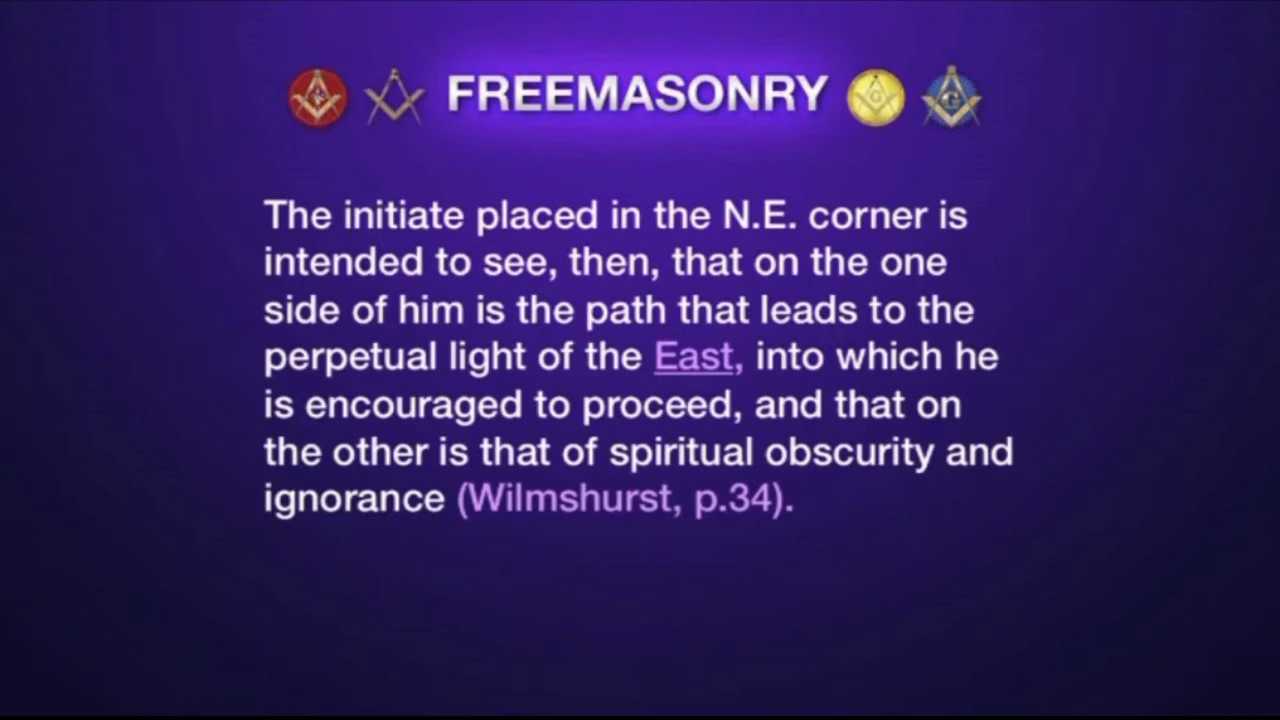 FREEMASONRY
The initiate placed in the N.E. corner is
intended to see, then, that on the one
side of him is the path that leads to the
perpetual light of the East, into which he
is encouraged to proceed, and that on
the other is that of spiritual obscurity and
ignorance (Wilmshurst, p.34).